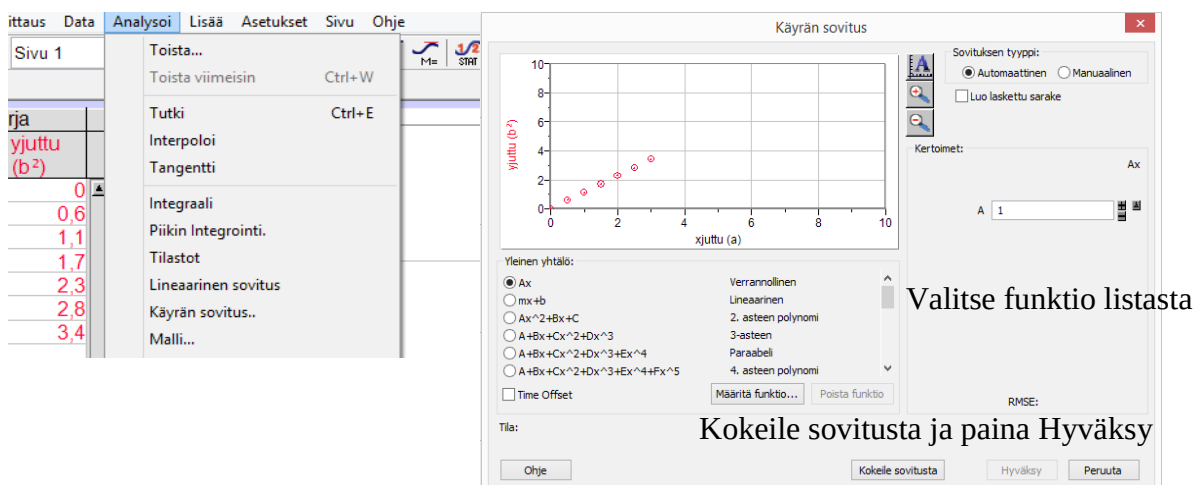 ittaus Data Analysoi Lisää Asetukset Sivu Ohje
Sivu 1
M=
1/2
STAT
Toista...
Toista viimeisin Ctrl+W
Tutki Ctrl+E
Interpoloi
Tangentti
Integraali
Piikin Integrointi.
Tilastot
Lineaarinen sovitus
Käyrän sovitus..
Malli...
rja
yjuttu
(b²)
0
0,6
1,1
1,7
2,3
2,8
3,4
Käyrän sovitus
10
8
6
4
2
0
yjuttu (b²)
0 2 4 6 8 10
xjuttu (a)
A
Sovituksen tyyppi:
Automaattinen Manuaalinen
Luo laskettu sarake
Kertoimet:
Ax
A 1
Yleinen yhtälö:
Ax Verrannollinen
mx+b Lineaarinen
Ax^2+Bx+C 2. asteen polynomi
A+Bx+Cx^2+Dx^3 3-asteen
A+Bx+Cx^2+Dx^3+Ex^4 Paraabeli
A+Bx+Cx^2+Dx^3+Ex^4+Fx^5 4. asteen polynomi
Time Offset Määritä funktio... Poista funktio
Valitse funktio listasta
RMSE:
Tila:
Kokeile sovitusta ja paina Hyväksy
Ohje Kokeile sovitusta Hyväksy Peruuta